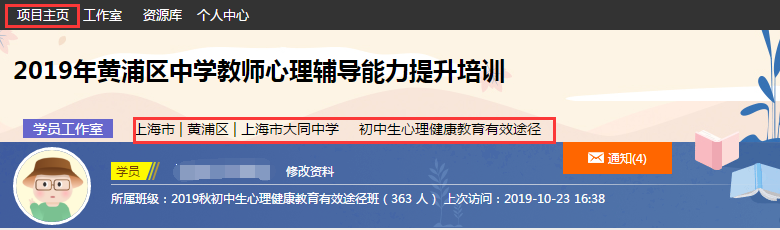 项目主页 工作室 资源库 个人中心
2019年黄浦区中学教师心理辅导能力提升培训
学员工作室 上海市 | 黄浦区 | 上海市大同中学 初中生心理健康教育有效途径
通知(4)
学员 修改资料
所属班级：2019秋初中生心理健康教育有效途径班（363 人） 上次访问：2019-10-23 16:38